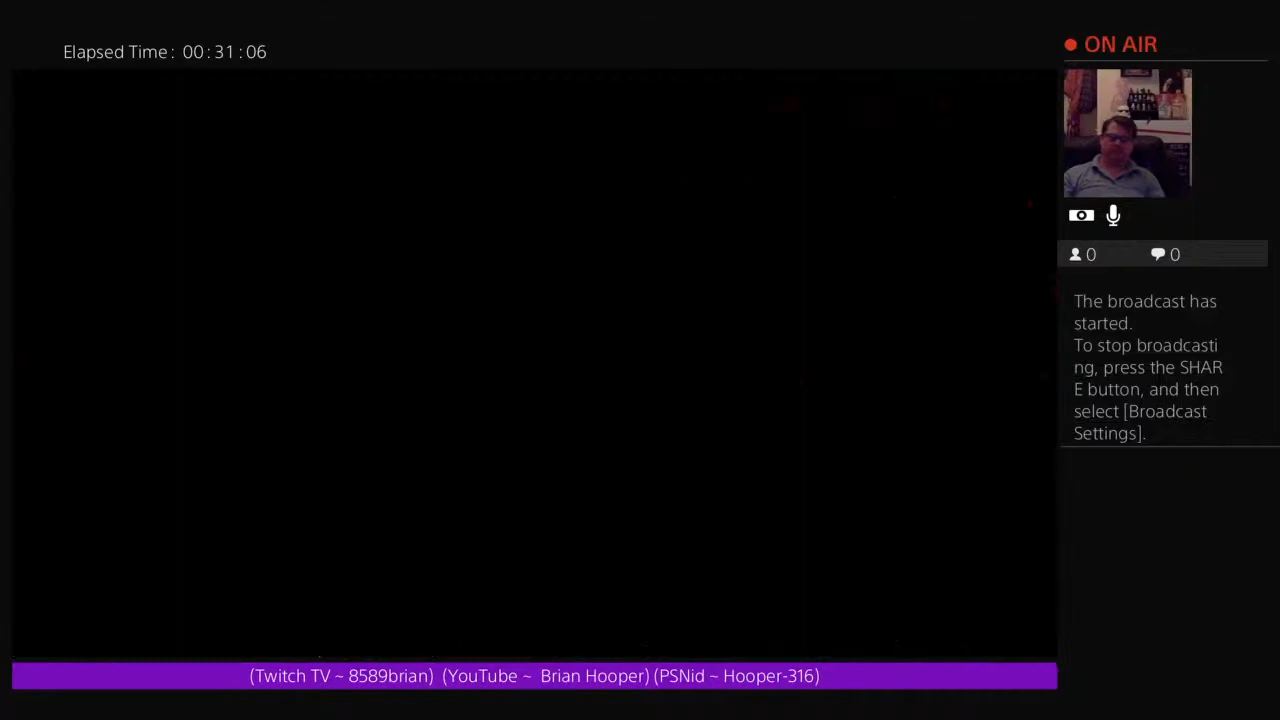 Elapsed Time: 00:31:06
ON AIR
0 0
The broadcast has
started.
To stop broadcasti
ng, press the SHAR
E button, and then
select [Broadcast
Settings].
(Twitch TV ~ 8589brian) (YouTube ~ Brian Hooper) (PSNid ~ Hooper-316)